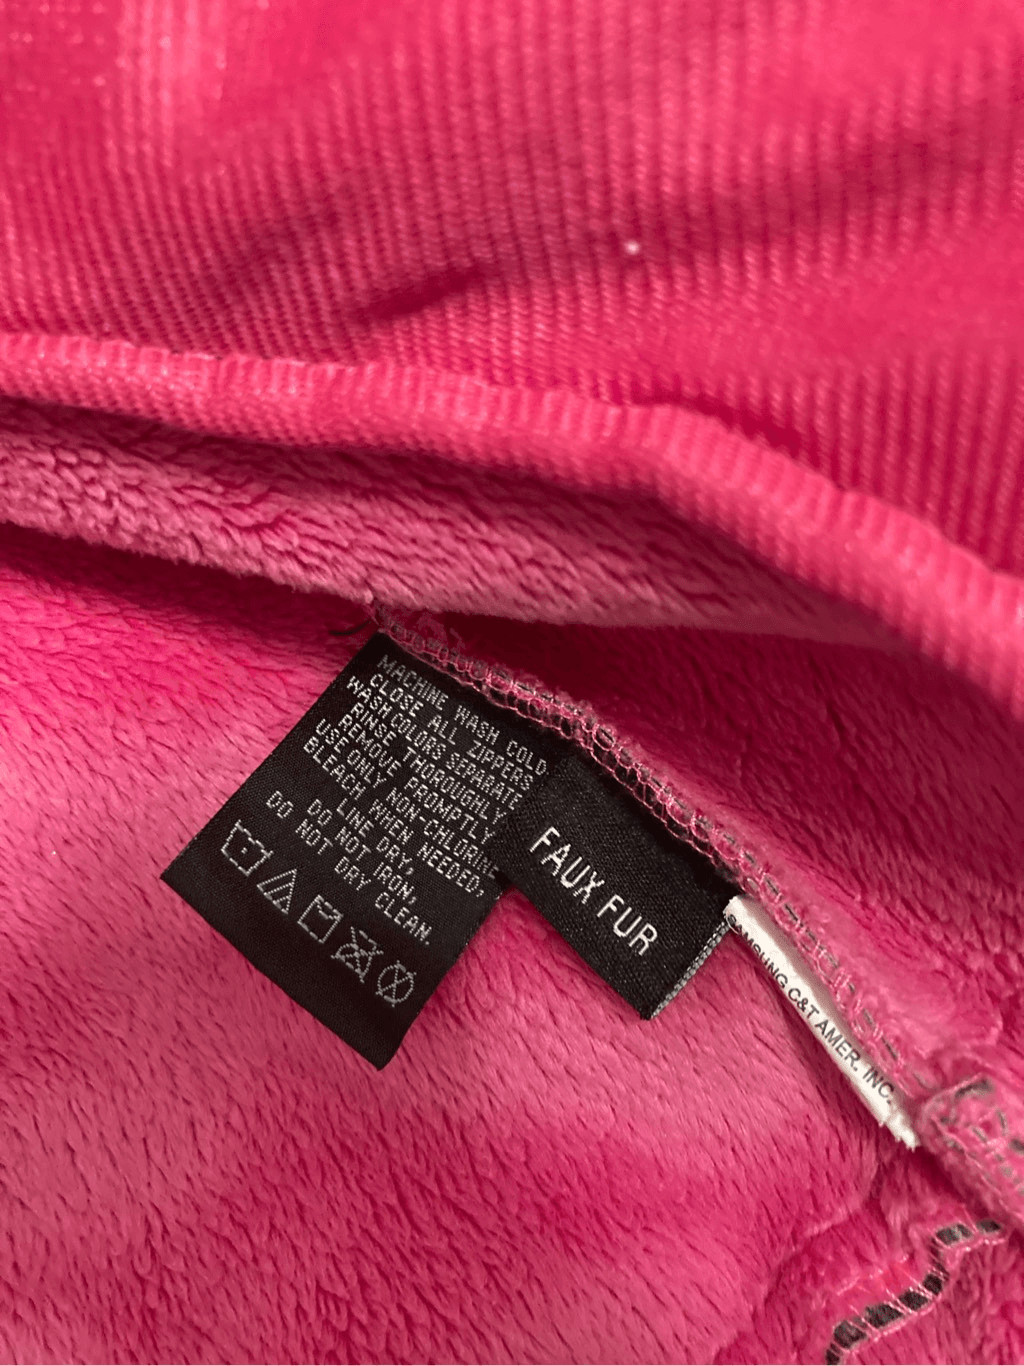 MACHINE WASH COLD
CLOSE ALL ZIPPERS
WASH COLORS SEPARATE
RINSE THOROUGHLY
REMOVE PROMPTLY
USE ONLY NON-CHLORINE
BLEACH WHEN NEEDED,
LINE DRY,
DO NOT IRON,
DO NOT DRY CLEAN.
FAUX FUR
SAMSUNG C&T AMER. INC.